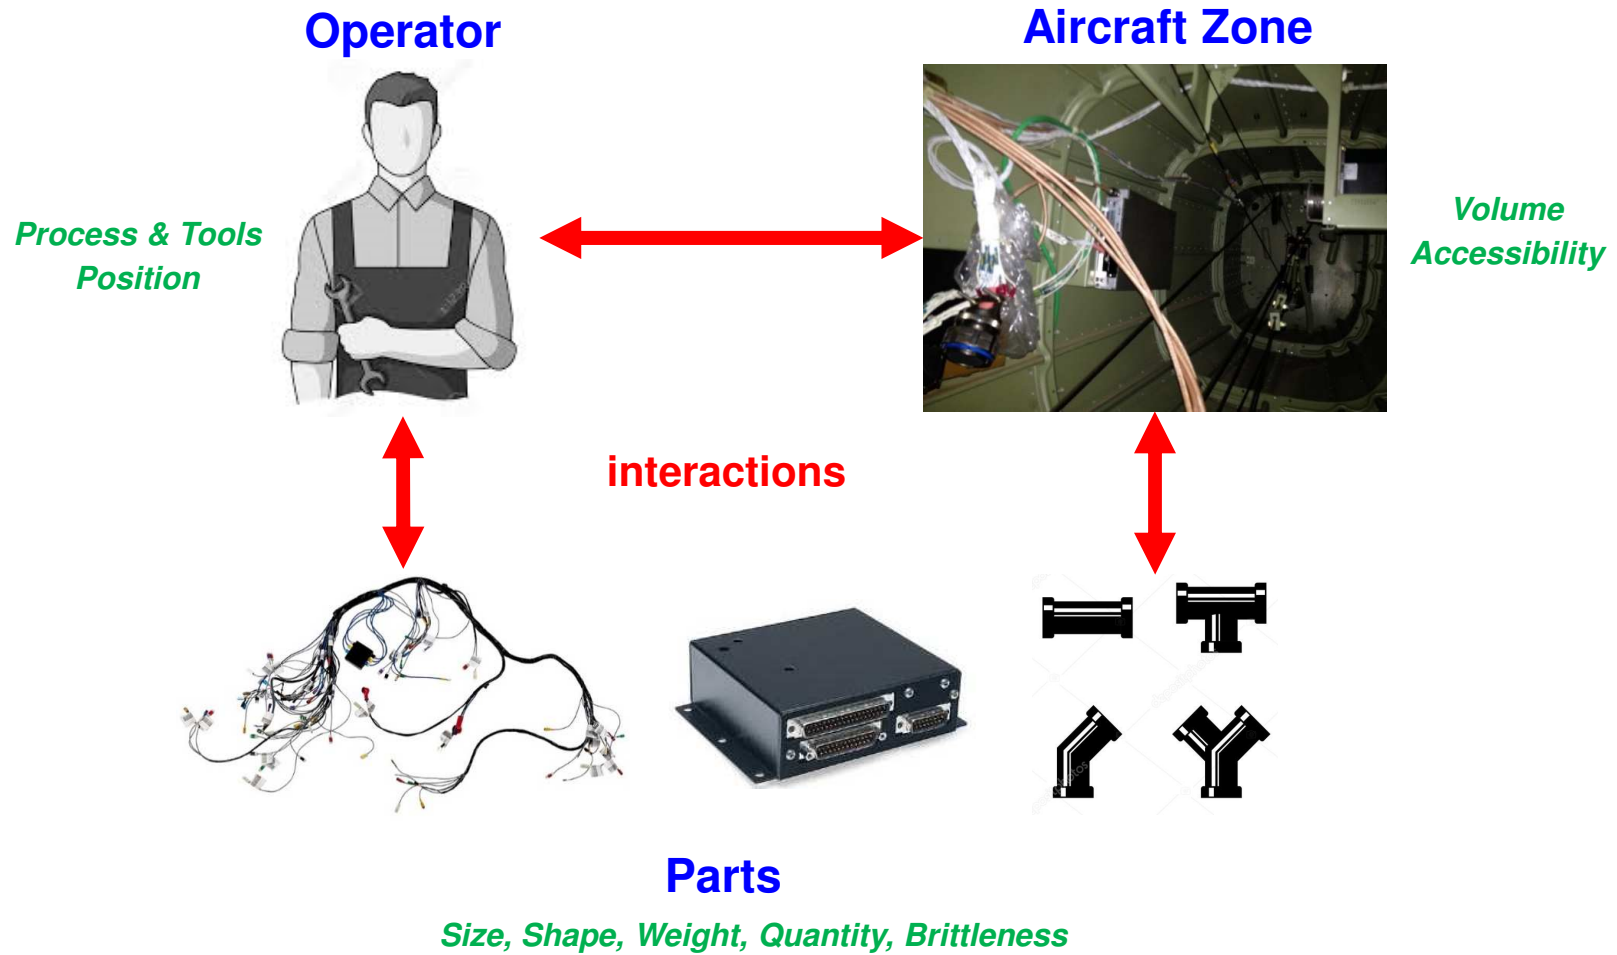 Operator
Aircraft Zone
Process & Tools
Position
Volume
Accessibility
interactions
Parts
Size, Shape, Weight, Quantity, Brittleness